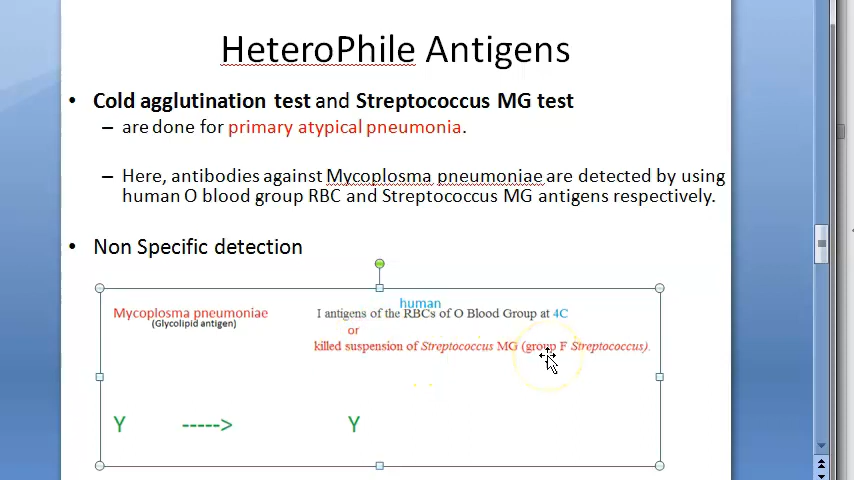 HeteroPhile Antigens
• Cold agglutination test and Streptococcus MG test
– are done for primary atypical pneumonia.
– Here, antibodies against Mycoplosma pneumoniae are detected by using
human O blood group RBC and Streptococcus MG antigens respectively.
• Non Specific detection
human
Mycoplosma pneumoniae
(Glycolipid antigen)
I antigens of the RBCs of O Blood Group at 4C
or
killed suspension of Streptococcus MG (group F Streptococcus).
Y -----> Y